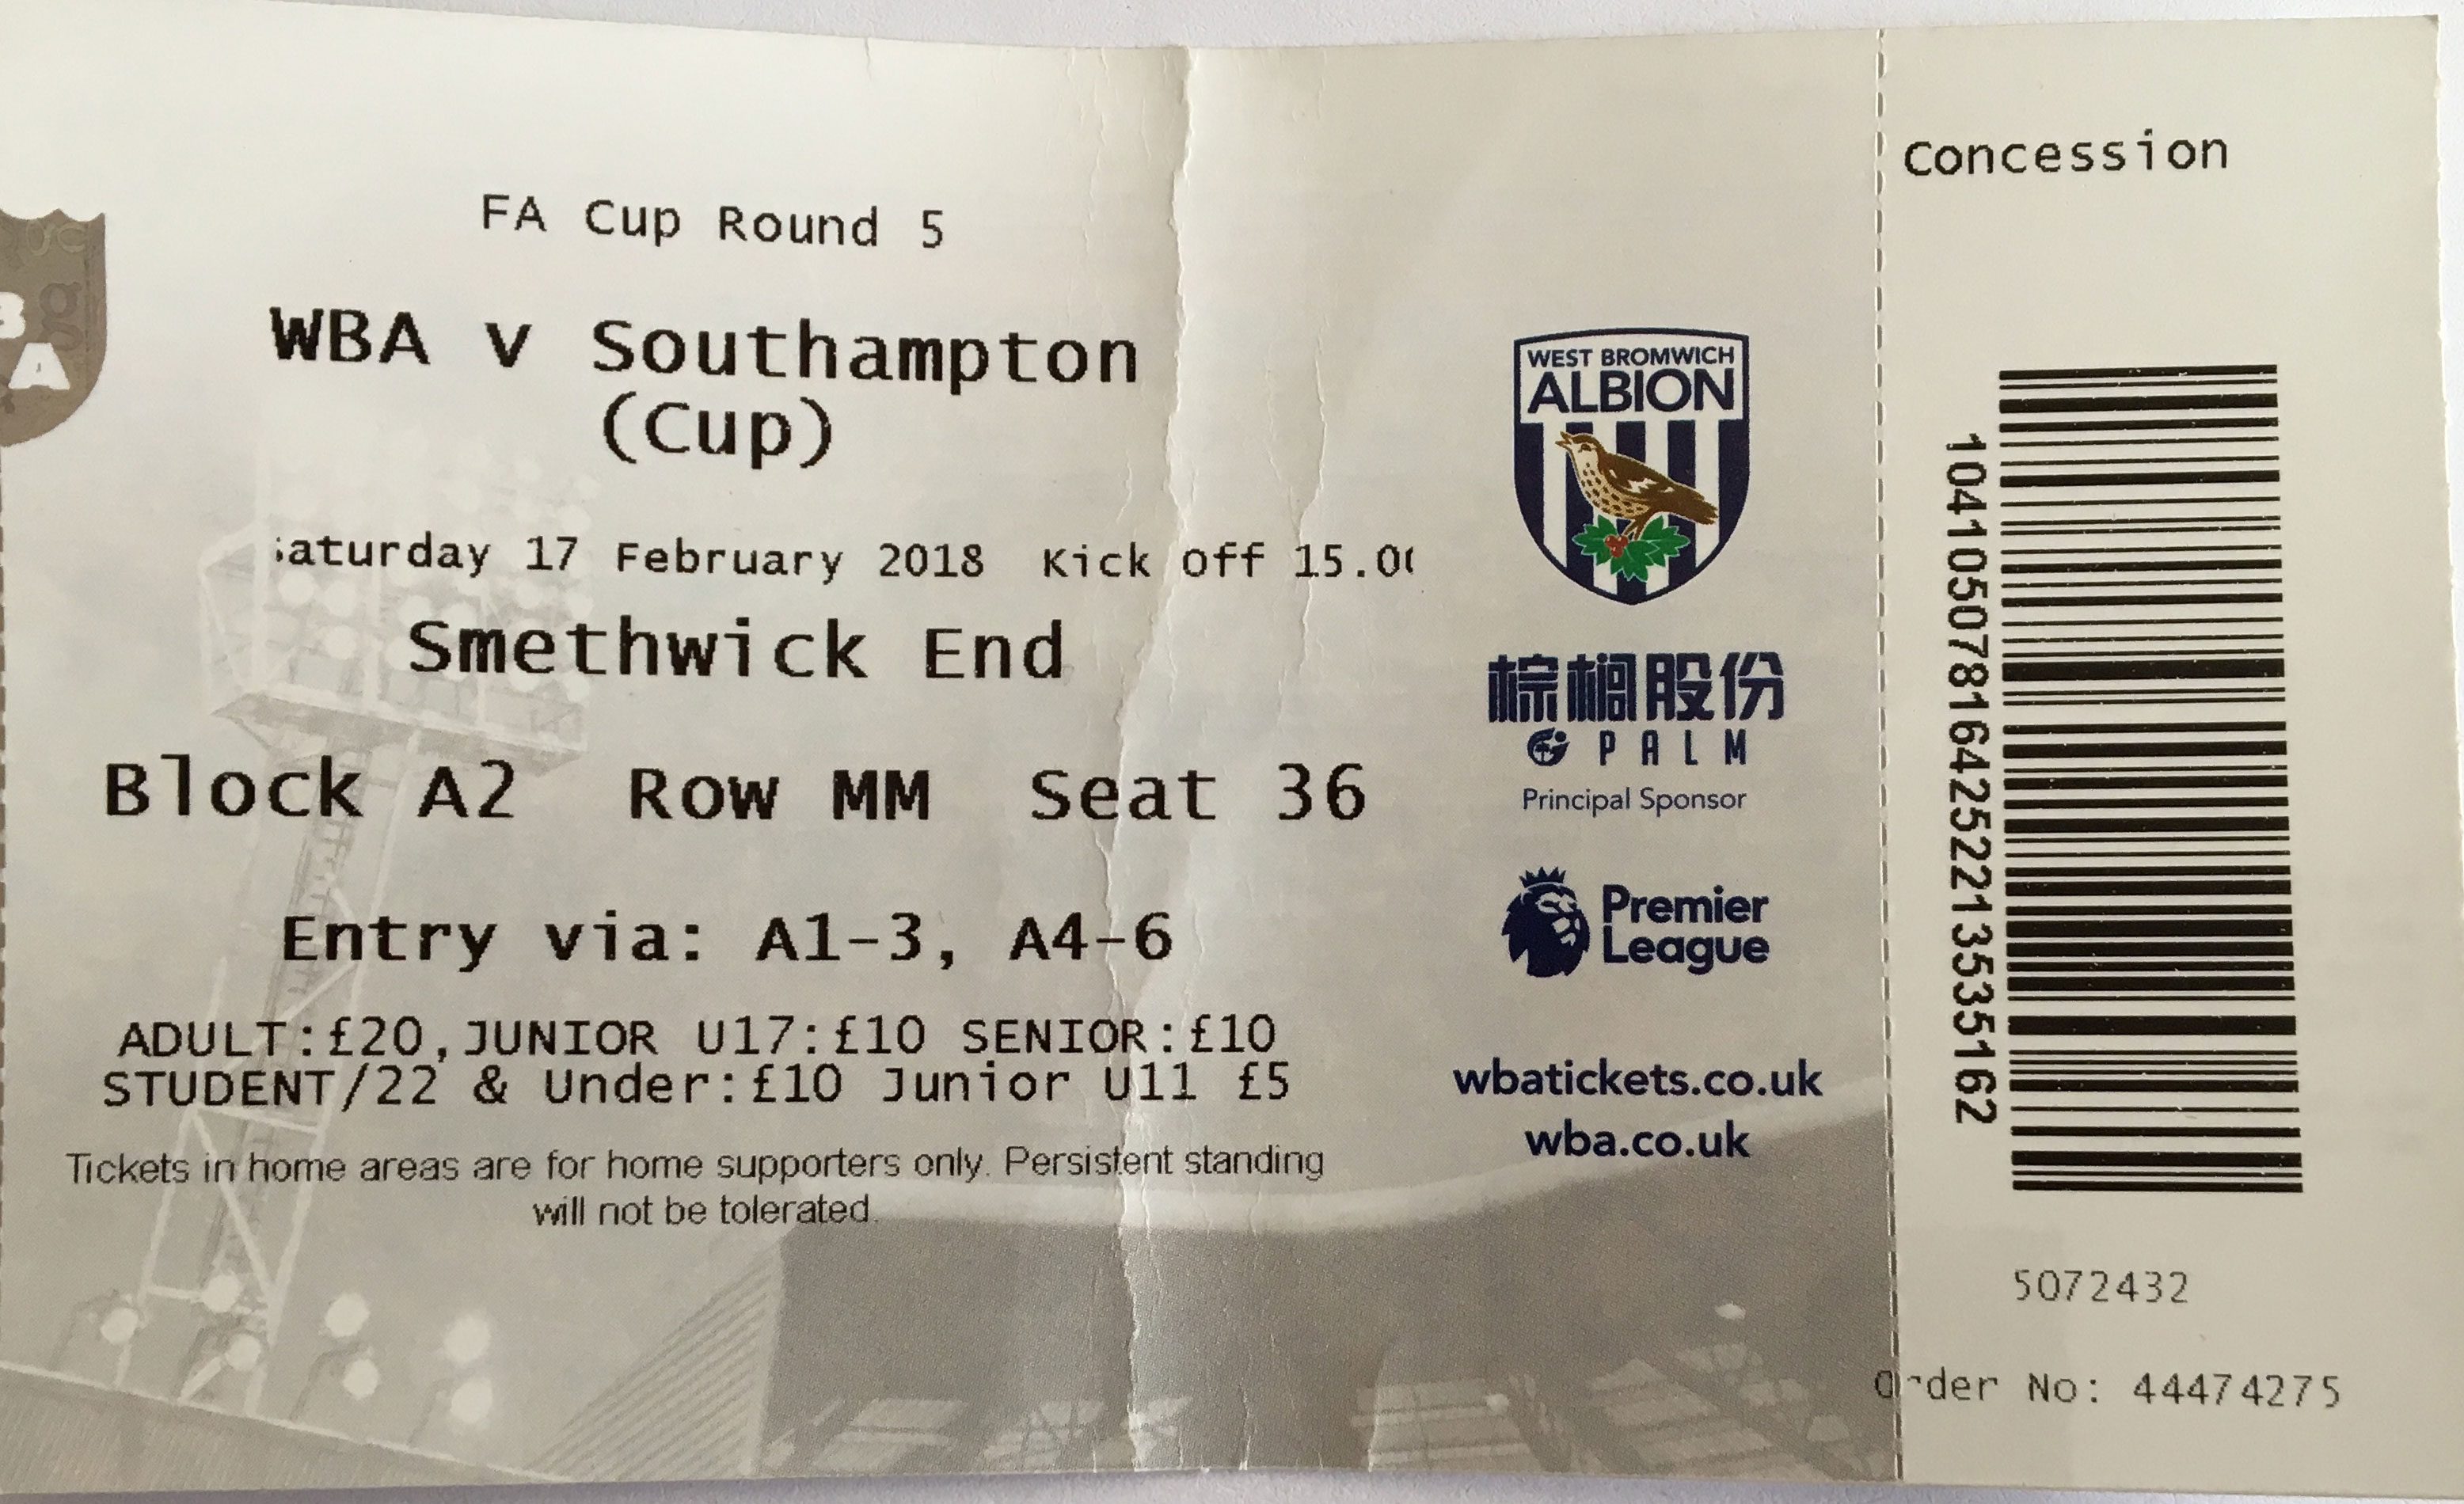 FA Cup Round 5
WBA v Southampton
(Cup)
aturday 17 February 2018 Kick Off 15.0
Smethwick End
Block A2 Row MM Seat 36
Entry via: A1-3, A4-6
ADULT:£20,JUNIOR U17:£10 SENIOR:£10
STUDENT/22 & Under:£10 Junior U11 £5
Tickets in home areas are for home supporters only. Persistent standing
will not be tolerated.
B
A
WEST BROMWICH
ALBION
棕榈股份
PALM
Principal Sponsor
Premier
League
wbatickets.co.uk
wba.co.uk
Concession
104105078164252213535162
5072432
Order No: 44474275